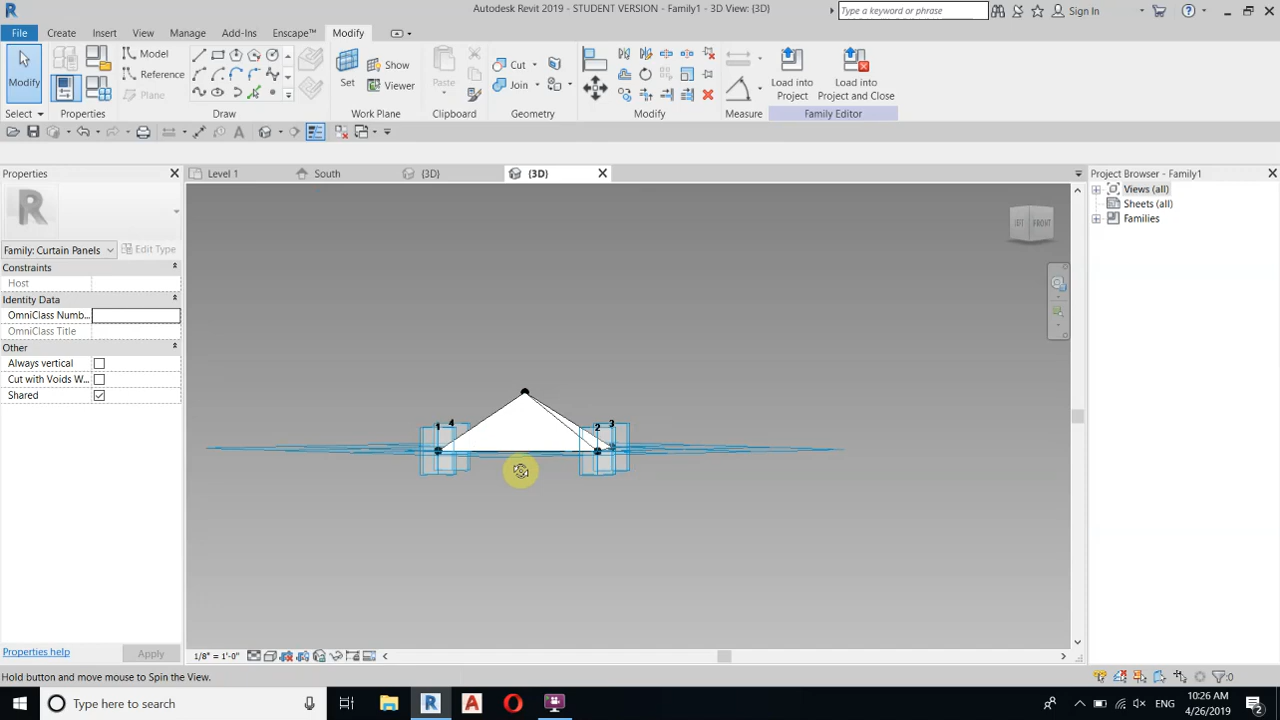 Autodesk Revit 2019 - STUDENT VERSION - Family1 - 3D View: {3D}
Type a keyword or phrase
Sign In
File Create Insert View Manage Add-Ins Enscape™ Modify
Modify
Select
Properties
Model
Reference
Plane
Draw
Set
Show
Viewer
Work Plane
Paste
Clipboard
Cut
Join
Geometry
Modify
Measure
Load into
Project
Load into
Project and Close
Family Editor
Properties
Level 1
South
{3D}
{3D}
Project Browser - Family1
Views (all)
Sheets (all)
Families
Family: Curtain Panels
Edit Type
Constraints
Host
Identity Data
OmniClass Numb...
OmniClass Title
Other
Always vertical
Cut with Voids W...
Shared
FRONT
1 4
2 3
Properties help
Apply
1/8" = 1'-0"
Hold button and move mouse to Spin the View.
:0
Type here to search
ENG
10:26 AM
4/26/2019
2